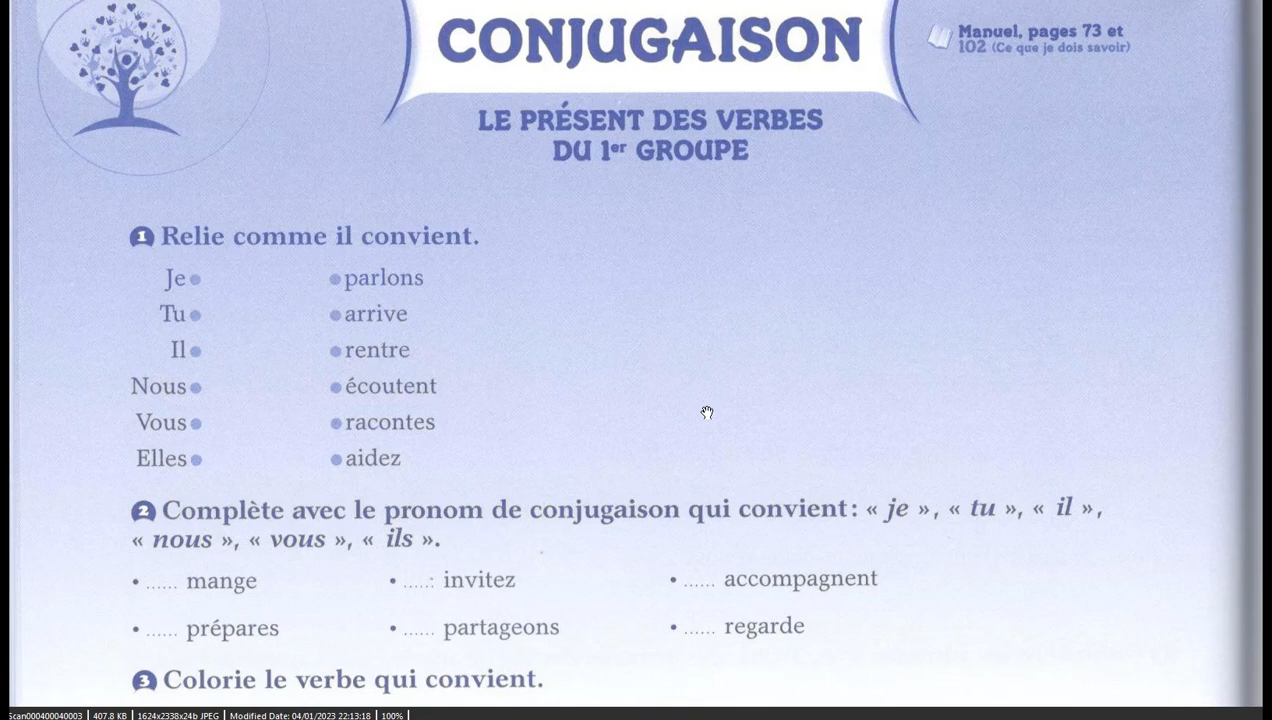 CONJUGAISON
Manuel, pages 73 et
102 (Ce que je dois savoir)
LE PRÉSENT DES VERBES
DU 1er GROUPE
1 Relie comme il convient.
Je • • parlons
Tu • • arrive
Il • • rentre
Nous • • écoutent
Vous • • racontes
Elles • • aidez
2 Complète avec le pronom de conjugaison qui convient : « je », « tu », « il »,
« nous », « vous », « ils ».
• ...... mange • .....: invitez • ...... accompagnent
• ...... prépares • ...... partageons • ...... regarde
3 Colorie le verbe qui convient.
Scan000400040003 | 407.8 KB | 1624x2338x24b JPEG | Modified Date: 04/01/2023 22:13:18 | 100% |